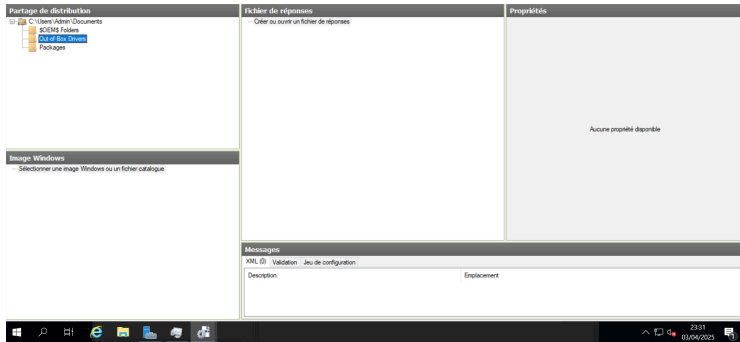 Partage de distribution
C:\Users\Admin\Documents
$OEM$ Folders
Out-of-Box Drivers
Packages
Image Windows
Sélectionner une image Windows ou un fichier catalogue
Fichier de réponses
Créer ou ouvrir un fichier de réponses
Propriétés
Aucune propriété disponible
Messages
XML (0) Validation Jeu de configuration
Description Emplacement
23:31
03/04/2025
1